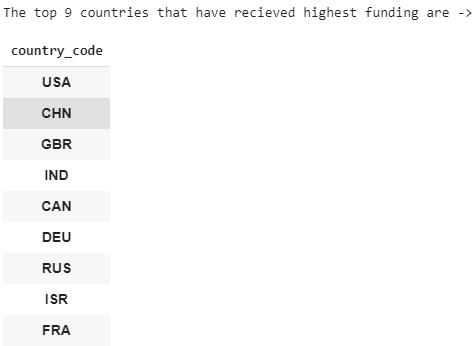 The top 9 countries that have recieved highest funding are ->
country_code
USA
CHN
GBR
IND
CAN
DEU
RUS
ISR
FRA